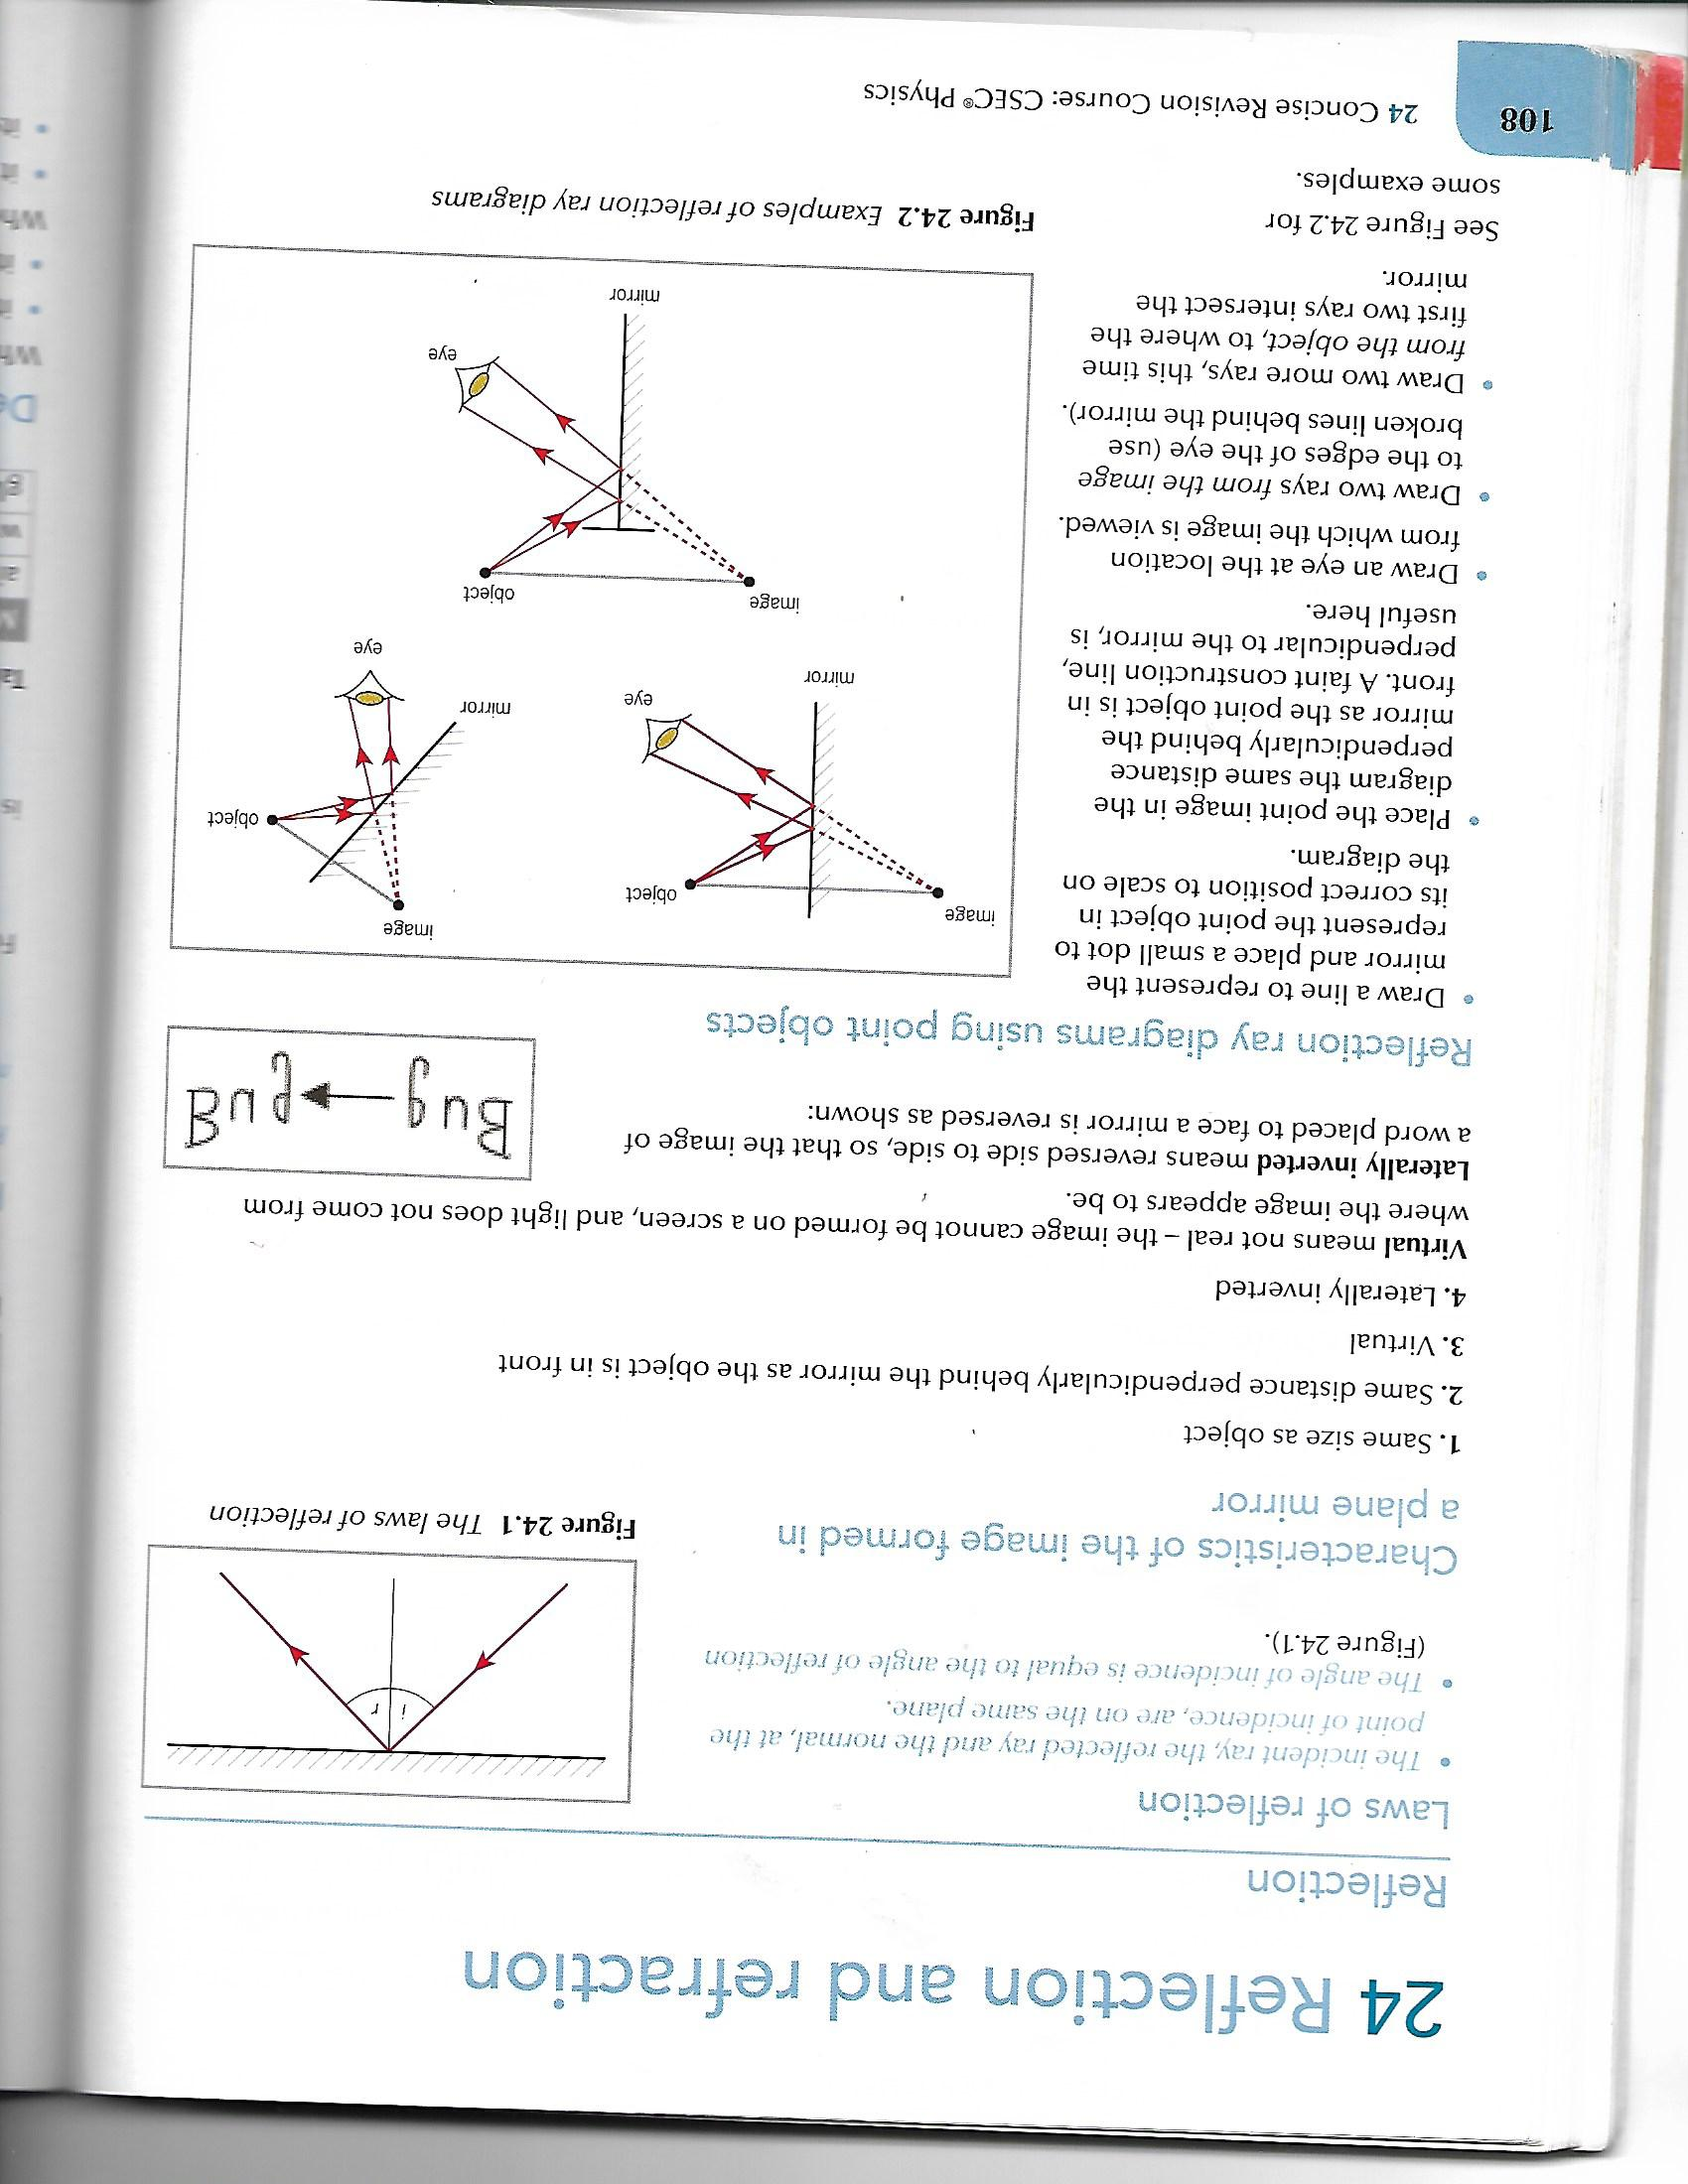 24 Reflection and refraction
Reflection
Laws of reflection
• The incident ray, the reflected ray and the normal, at the
point of incidence, are on the same plane.
• The angle of incidence is equal to the angle of reflection
(Figure 24.1).
i
r
Figure 24.1 The laws of reflection
Characteristics of the image formed in
a plane mirror
1. Same size as object
2. Same distance perpendicularly behind the mirror as the object is in front
3. Virtual
4. Laterally inverted
Virtual means not real – the image cannot be formed on a screen, and light does not come from
where the image appears to be.
Laterally inverted means reversed side to side, so that the image of
a word placed to face a mirror is reversed as shown:
Bug
Bug
Reflection ray diagrams using point objects
• Draw a line to represent the
mirror and place a small dot to
represent the point object in
its correct position to scale on
the diagram.
• Place the point image in the
diagram the same distance
perpendicularly behind the
mirror as the point object is in
front. A faint construction line,
perpendicular to the mirror, is
useful here.
• Draw an eye at the location
from which the image is viewed.
• Draw two rays from the image
to the edges of the eye (use
broken lines behind the mirror).
• Draw two more rays, this time
from the object, to where the
first two rays intersect the
mirror.
See Figure 24.2 for
some examples.
image
object
mirror
eye
image
object
mirror
eye
image
object
mirror
eye
Figure 24.2 Examples of reflection ray diagrams
108
24 Concise Revision Course: CSEC® Physics